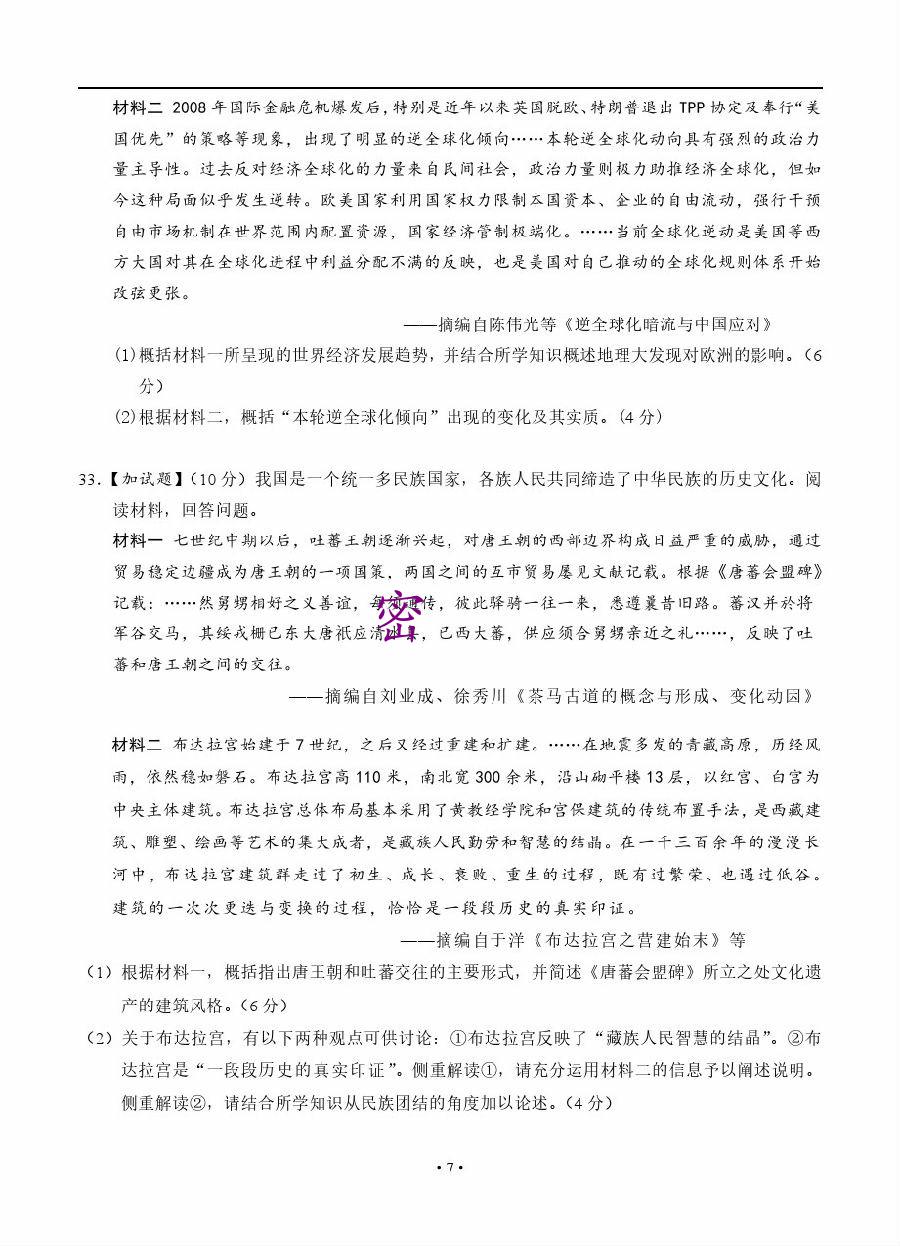 材料二 2008 年国际金融危机爆发后，特别是近年以来英国脱欧、特朗普退出 TPP 协定及奉行“美
国优先”的策略等现象，出现了明显的逆全球化倾向……本轮逆全球化动向具有强烈的政治力
量主导性。过去反对经济全球化的力量来自民间社会，政治力量则极力助推经济全球化，但如
今这种局面似乎发生逆转。欧美国家利用国家权力限制本国资本、企业的自由流动，强行干预
自由市场机制在世界范围内配置资源，国家经济管制极端化。……当前全球化逆动是美国等西
方大国对其在全球化进程中利益分配不满的反映，也是美国对自己推动的全球化规则体系开始
改弦更张。
——摘编自陈伟光等《逆全球化暗流与中国应对》
(1)概括材料一所呈现的世界经济发展趋势，并结合所学知识概述地理大发现对欧洲的影响。（6
分）
(2)根据材料二，概括“本轮逆全球化倾向”出现的变化及其实质。(4 分)
33.【加试题】（10 分）我国是一个统一多民族国家，各族人民共同缔造了中华民族的历史文化。阅
读材料，回答问题。
材料一 七世纪中期以后，吐蕃王朝逐渐兴起，对唐王朝的西部边界构成日益严重的威胁，通过
贸易稳定边疆成为唐王朝的一项国策，两国之间的互市贸易屡见文献记载。根据《唐蕃会盟碑》
记载：……然舅甥相好之义善谊，每须通传，彼此驿骑一往一来，悉遵曩昔旧路。蕃汉并於将
军谷交马，其绥戎栅已东大唐祇应清水县，已西大蕃，供应须合舅甥亲近之礼……，反映了吐
蕃和唐王朝之间的交往。
——摘编自刘业成、徐秀川《茶马古道的概念与形成、变化动因》
密
材料二 布达拉宫始建于 7 世纪，之后又经过重建和扩建。……在地震多发的青藏高原，历经风
雨，依然稳如磐石。布达拉宫高 110 米，南北宽 300 余米，沿山砌平楼 13 层，以红宫、白宫为
中央主体建筑。布达拉宫总体布局基本采用了黄教经学院和宫保建筑的传统布置手法，是西藏建
筑、雕塑、绘画等艺术的集大成者，是藏族人民勤劳和智慧的结晶。在一千三百余年的漫漫长
河中，布达拉宫建筑群走过了初生、成长、衰败、重生的过程，既有过繁荣、也遇过低谷。
建筑的一次次更迭与变换的过程，恰恰是一段段历史的真实印证。
——摘编自于洋《布达拉宫之营建始末》等
（1）根据材料一，概括指出唐王朝和吐蕃交往的主要形式，并简述《唐蕃会盟碑》所立之处文化遗
产的建筑风格。（6 分）
（2）关于布达拉宫，有以下两种观点可供讨论：①布达拉宫反映了“藏族人民智慧的结晶”。②布
达拉宫是“一段段历史的真实印证”。侧重解读①，请充分运用材料二的信息予以阐述说明。
侧重解读②，请结合所学知识从民族团结的角度加以论述。（4 分）
• 7 •